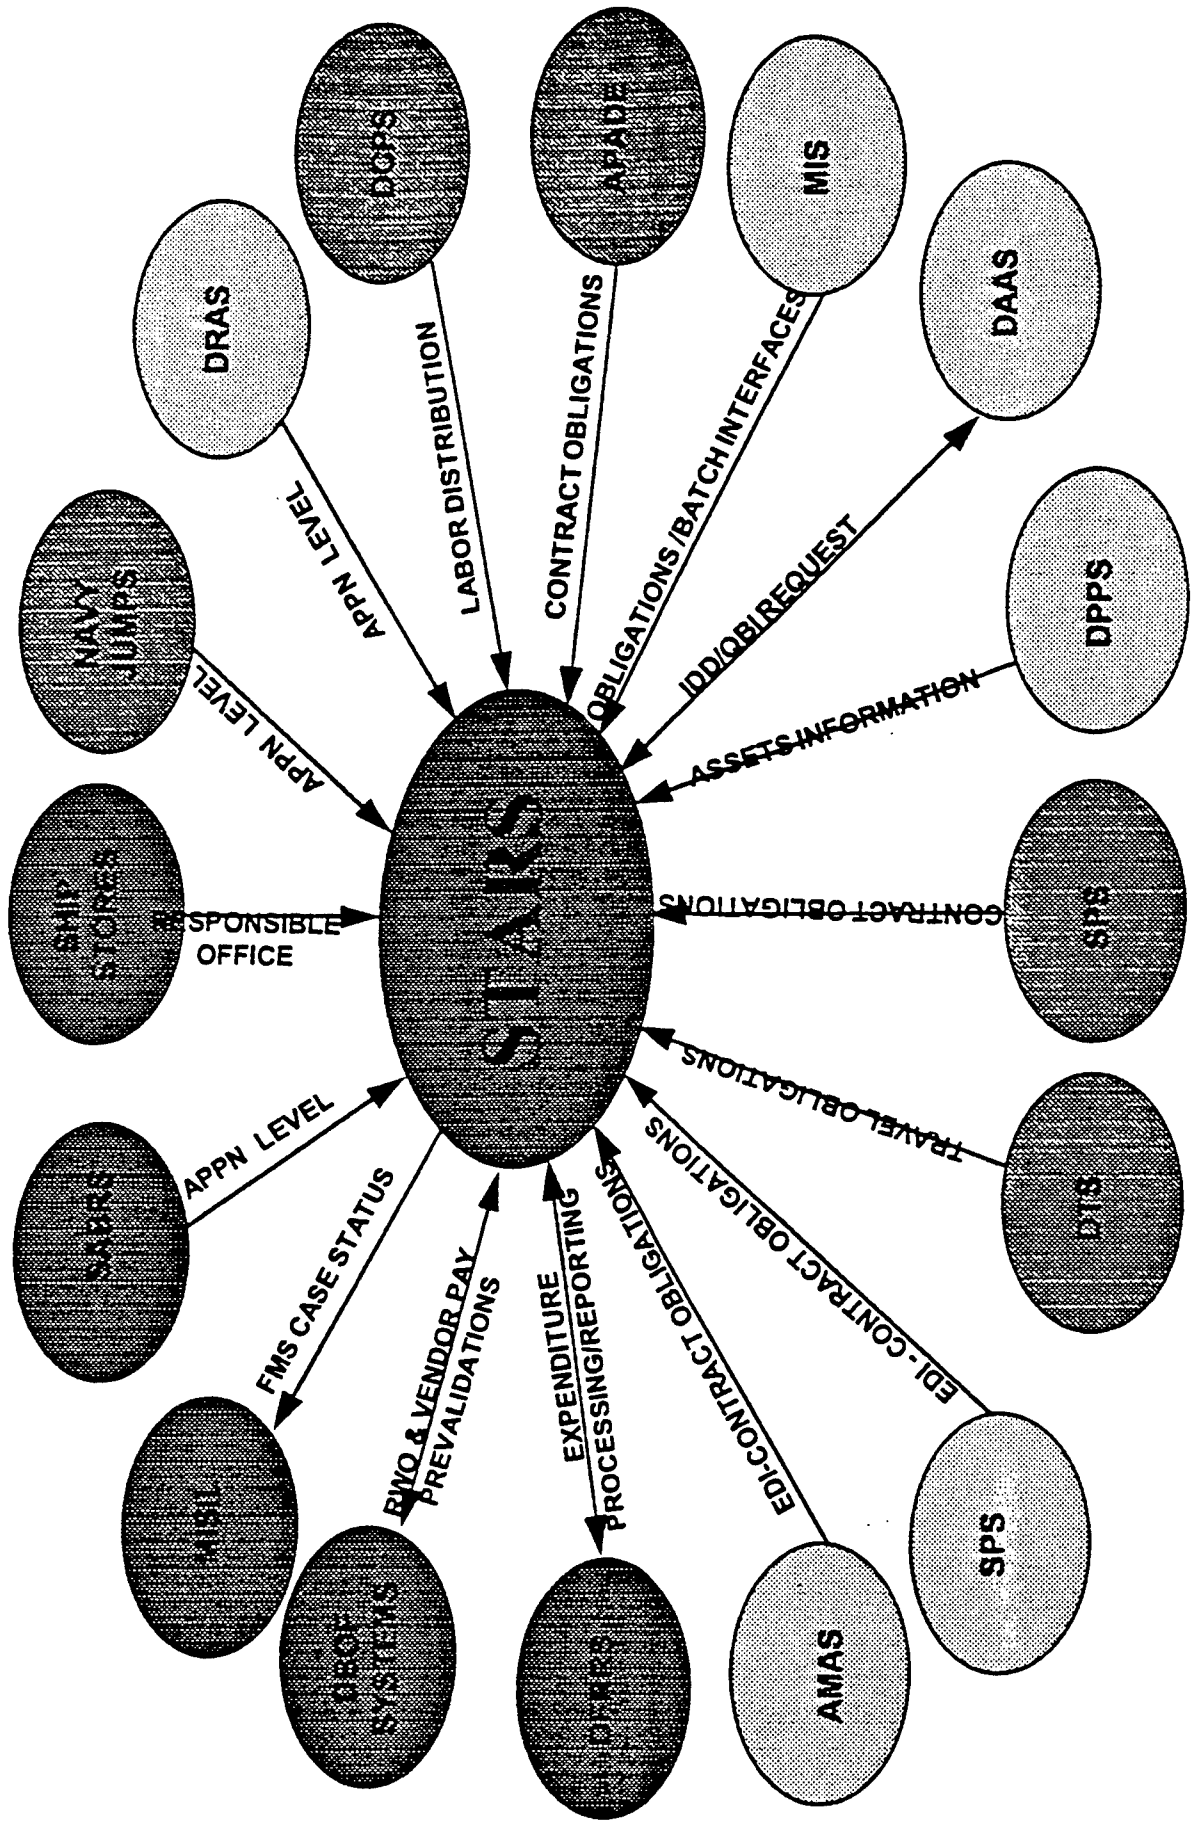 SABRS
SHIP
STORES
NAVY
JUMPS
MISIL
APPN LEVEL
RESPONSIBLE
OFFICE
APPN LEVEL
DRAS
FMS CASE STATUS
APPN LEVEL
DBOF
SYSTEMS
RWO & VENDOR PAY
PREVALIDATIONS
LABOR DISTRIBUTION
DCPS
STARS
EXPENDITURE
PROCESSING/REPORTING
CONTRACT OBLIGATIONS
APADE
AMAS
EDI-CONTRACT OBLIGATIONS
OBLIGATIONS/BATCH INTERFACES
MIS
SPS
EDI - CONTRACT OBLIGATIONS
TRAVEL OBLIGATIONS
CONTRACT OBLIGATIONS
ASSETS INFORMATION
IDD/QBI REQUEST
DAAS
DTS
SPS
DPPS